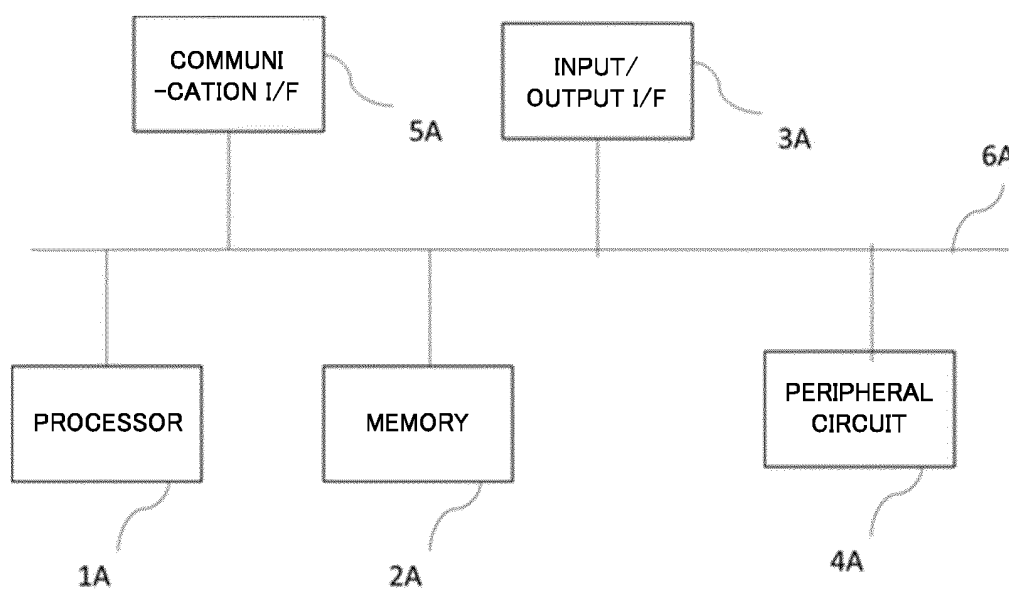 COMMUNI
-CATION I/F
5A
INPUT/
OUTPUT I/F
3A
6A
PROCESSOR
1A
MEMORY
2A
PERIPHERAL
CIRCUIT
4A